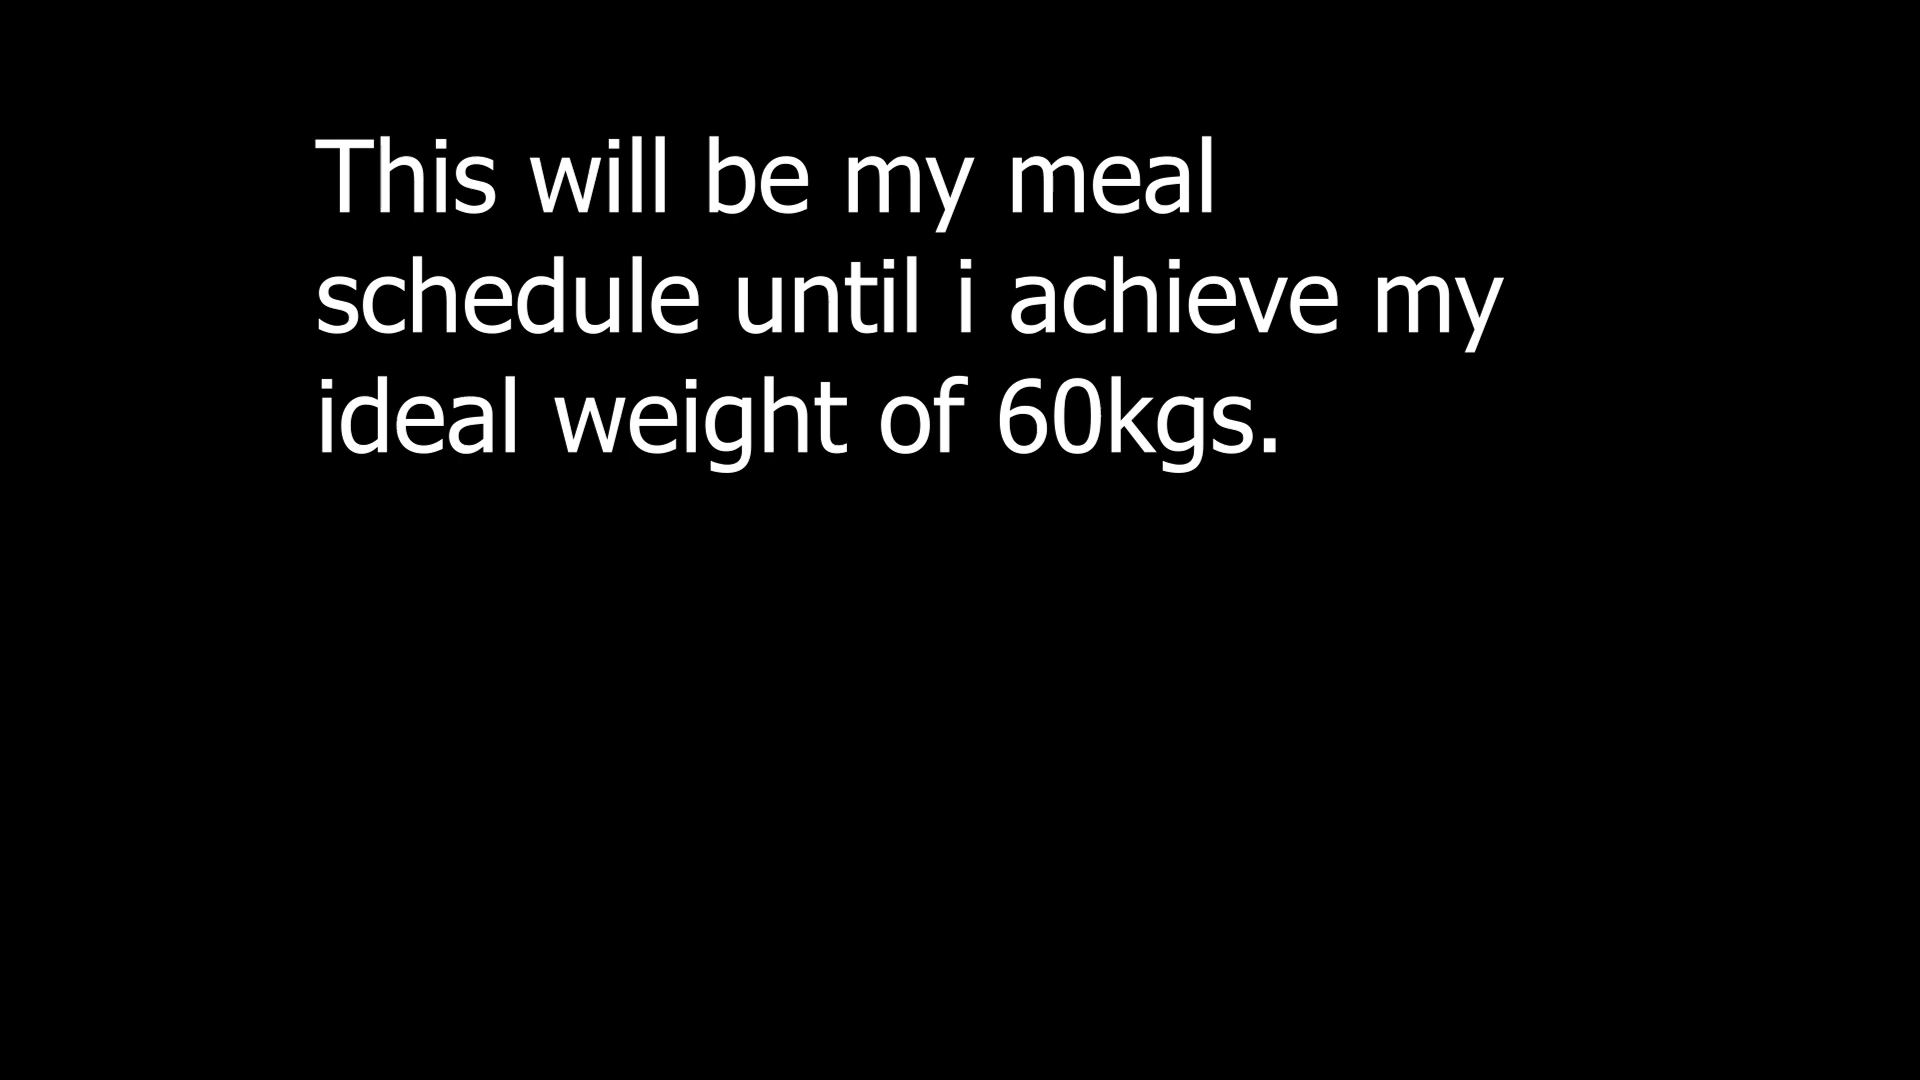 This will be my meal
schedule until i achieve my
ideal weight of 60kgs.